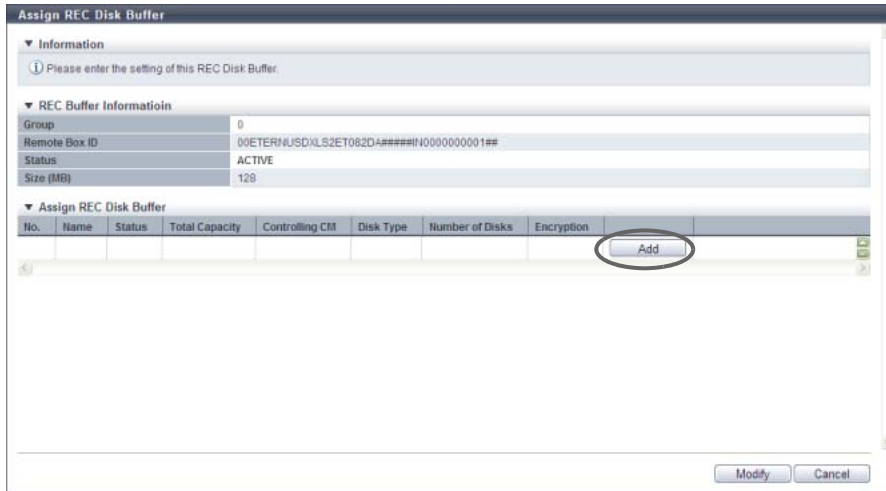 Assign REC Disk Buffer
▼ Information
Please enter the setting of this REC Disk Buffer.
▼ REC Buffer Informatioin
Group 0
Remote Box ID 00ETERNUSDXLS2ET082DA#####IN0000000001##
Status ACTIVE
Size (MB) 128
▼ Assign REC Disk Buffer
No. Name Status Total Capacity Controlling CM Disk Type Number of Disks Encryption
Add
Modify Cancel